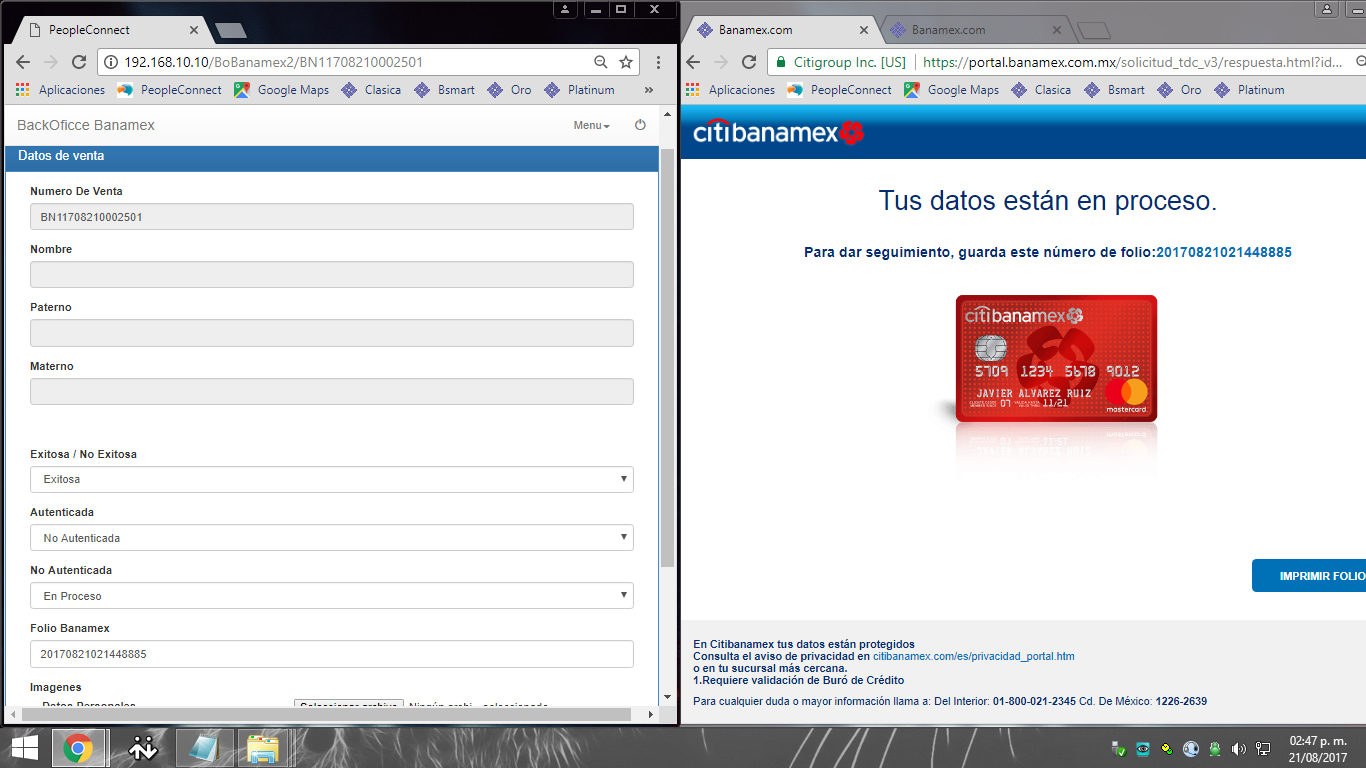 PeopleConnect
192.168.10.10/BoBanamex2/BN11708210002501
Aplicaciones PeopleConnect Google Maps Clasica Bsmart Oro Platinum »
BackOficce Banamex Menu
Datos de venta
Numero De Venta
BN11708210002501
Nombre
Paterno
Materno
Exitosa / No Exitosa
Exitosa
Autenticada
No Autenticada
No Autenticada
En Proceso
Folio Banamex
20170821021448885
Imagenes
Datos Personales Seleccionar archivo Ningún archi...seleccionado
Banamex.com Banamex.com
Citigroup Inc. [US] https://portal.banamex.com.mx/solicitud_tdc_v3/respuesta.html?id...
Aplicaciones PeopleConnect Google Maps Clasica Bsmart Oro Platinum
citibanamex
Tus datos están en proceso.
Para dar seguimiento, guarda este número de folio:20170821021448885
citibanamex
5709 1234 5678 9012
JAVIER ALVAREZ RUIZ
07 11/21
mastercard
IMPRIMIR FOLIO
En Citibanamex tus datos están protegidos
Consulta el aviso de privacidad en citibanamex.com/es/privacidad_portal.htm
o en tu sucursal más cercana.
1.Requiere validación de Buró de Crédito
Para cualquier duda o mayor información llama a: Del Interior: 01-800-021-2345 Cd. De México: 1226-2639
02:47 p. m.
21/08/2017